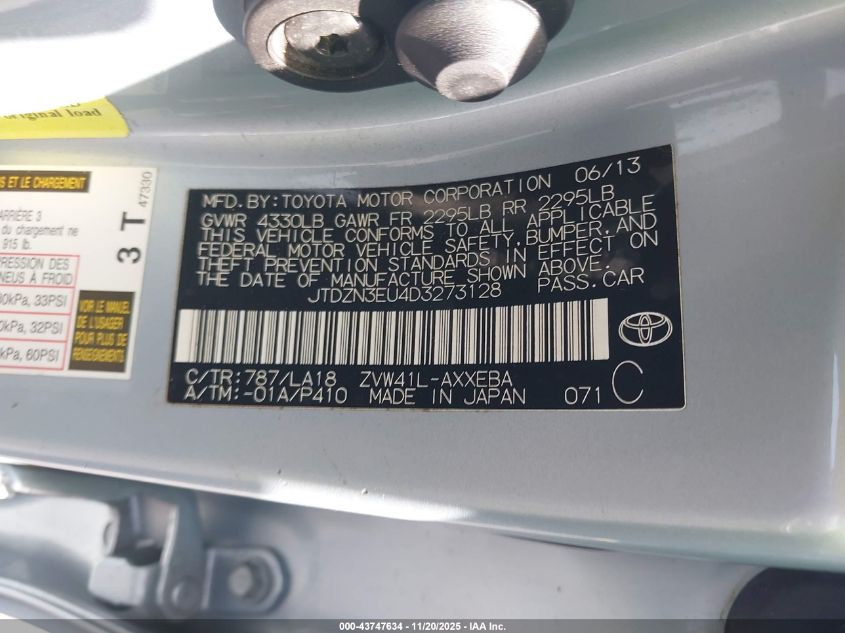 original load
S ET LE CHARGEMENT
ARRIÈRE 3
du chargement ne
915 lb.
3 T
47330
PRESSION DES
PNEUS À FROID
0kPa, 33PSI
0kPa, 32PSI
kPa, 60PSI
VOIR LE MANUEL
DE L'USAGER
POUR PLUS DE
RENSEIGNEMENTS
MFD. BY: TOYOTA MOTOR CORPORATION 06/13
GVWR 4330LB GAWR FR 2295LB RR 2295LB
THIS VEHICLE CONFORMS TO ALL APPLICABLE
FEDERAL MOTOR VEHICLE SAFETY, BUMPER, AND
THEFT PREVENTION STANDARDS IN EFFECT ON
THE DATE OF MANUFACTURE SHOWN ABOVE.
JTDZN3EU4D3273128 PASS. CAR
C/TR: 787/LA18 ZVW41L-AXXEBA
A/TM: -01A/P410 MADE IN JAPAN 071 C
000-43747634 - 11/20/2025 - IAA Inc.